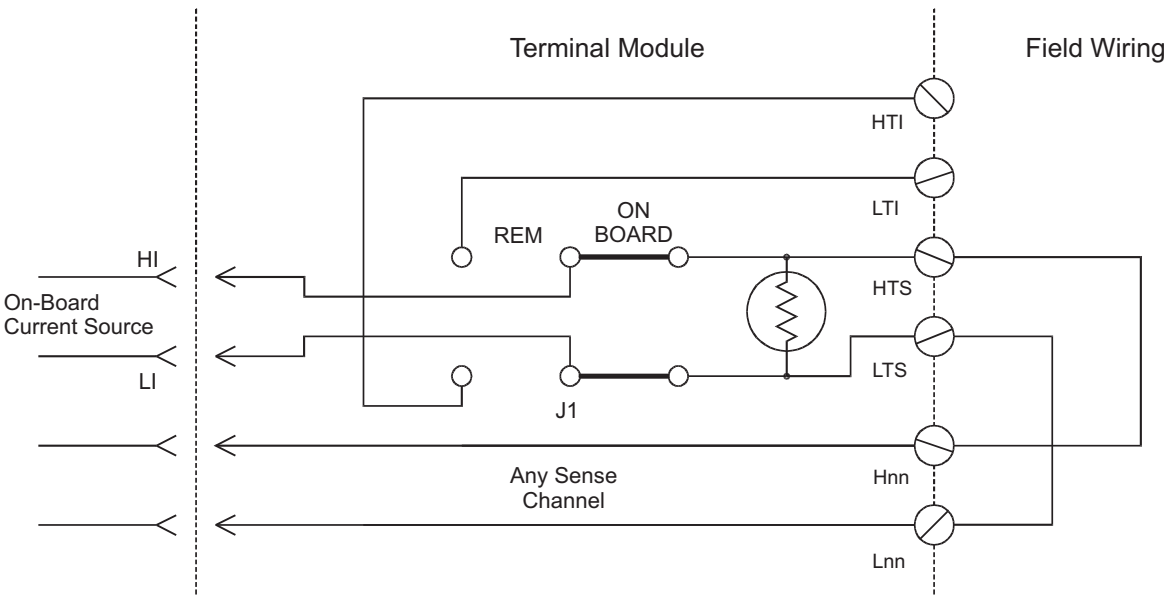 Terminal Module
Field Wiring
HTI
LTI
ON
BOARD
REM
HI
HTS
On-Board
Current Source
LI
LTS
J1
Any Sense
Channel
Hnn
Lnn